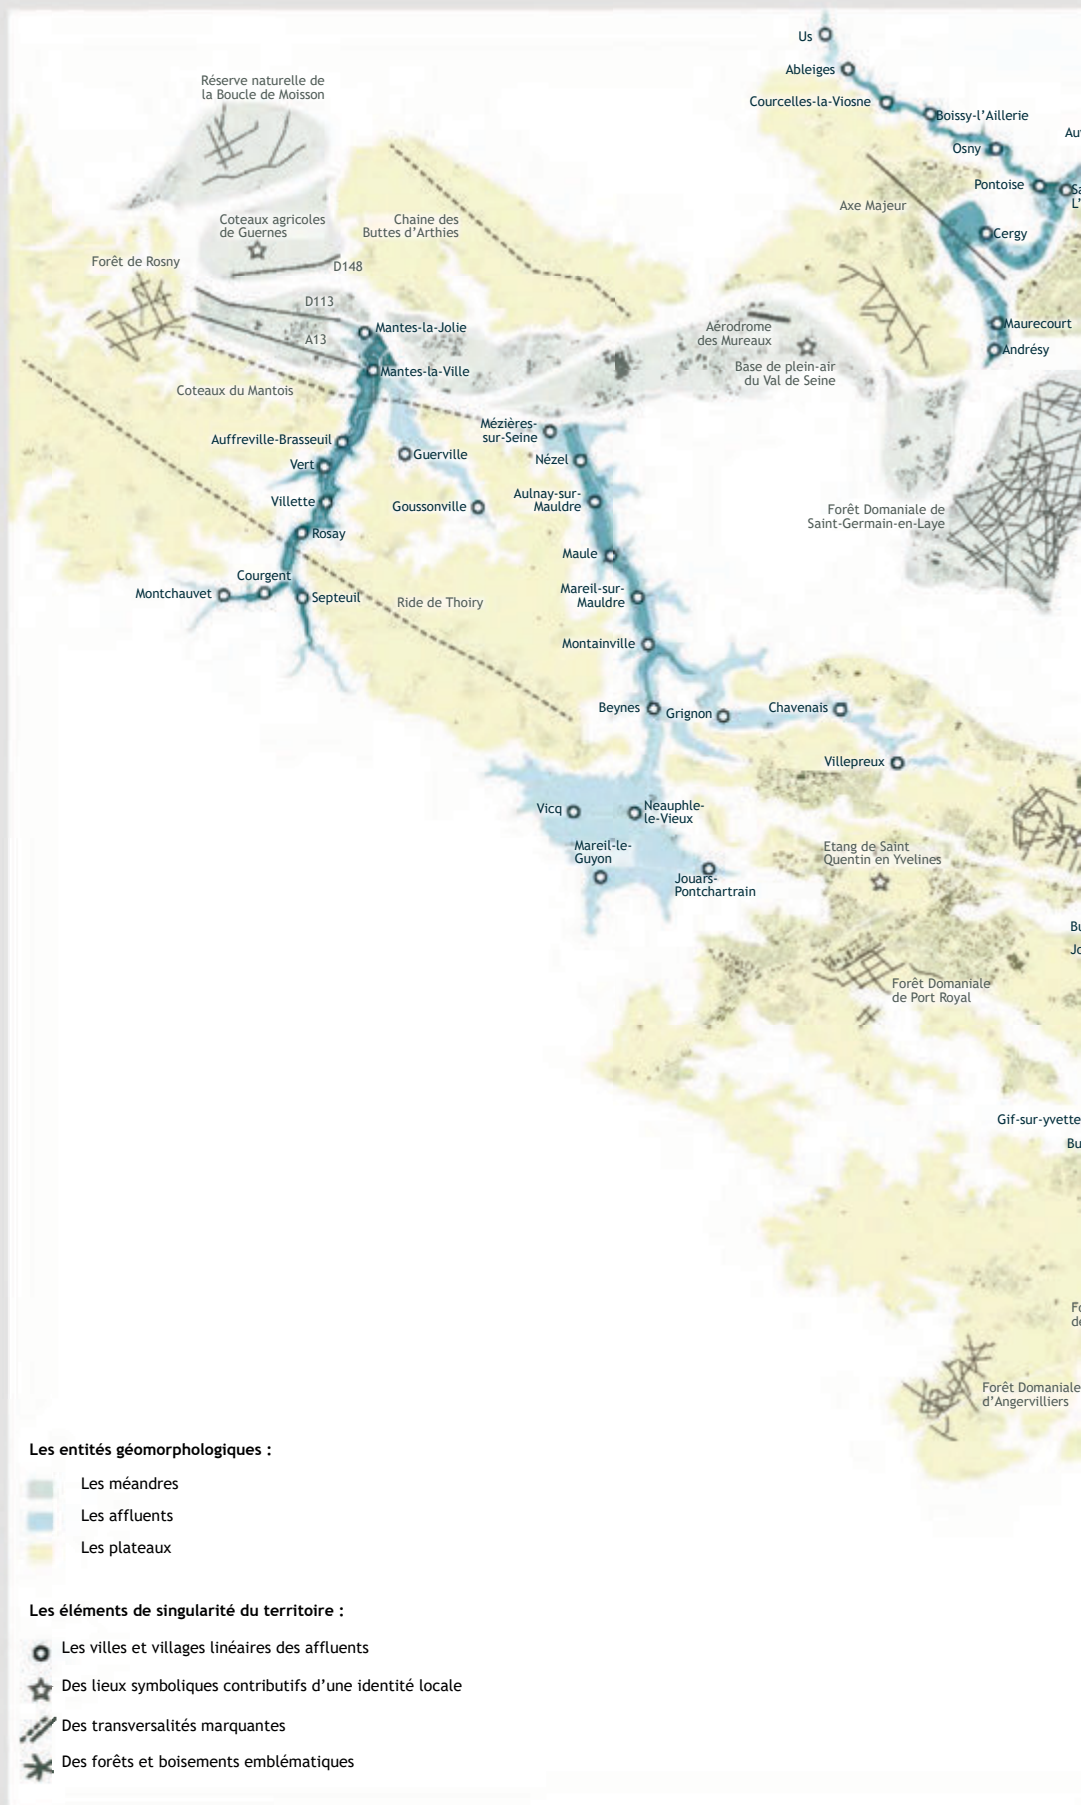 Us
Ableiges
Courcelles-la-Viosne
Boissy-l'Aillerie
Osny
Pontoise
Axe Majeur
Cergy
Maurecourt
Andrésy
Réserve naturelle de
la Boucle de Moisson
Coteaux agricoles
de Guernes
Chaine des
Buttes d'Arthies
Forêt de Rosny
D148
D113
A13
Mantes-la-Jolie
Mantes-la-Ville
Aérodrome
des Mureaux
Base de plein-air
du Val de Seine
Coteaux du Mantois
Mézières-
sur-Seine
Auffreville-Brasseuil
Guerville
Nézel
Vert
Villette
Goussonville
Aulnay-sur-
Mauldre
Forêt Domaniale de
Saint-Germain-en-Laye
Rosay
Maule
Courgent
Montchauvet
Septeuil
Ride de Thoiry
Mareil-sur-
Mauldre
Montainville
Beynes
Grignon
Chavenais
Villepreux
Vicq
Neauphle-
le-Vieux
Mareil-le-
Guyon
Jouars-
Pontchartrain
Etang de Saint
Quentin en Yvelines
Forêt Domaniale
de Port Royal
Gif-sur-yvette
Bu
Forêt Domaniale
d'Angervilliers
Les entités géomorphologiques :
Les méandres
Les affluents
Les plateaux
Les éléments de singularité du territoire :
Les villes et villages linéaires des affluents
Des lieux symboliques contributifs d'une identité locale
Des transversalités marquantes
Des forêts et boisements emblématiques